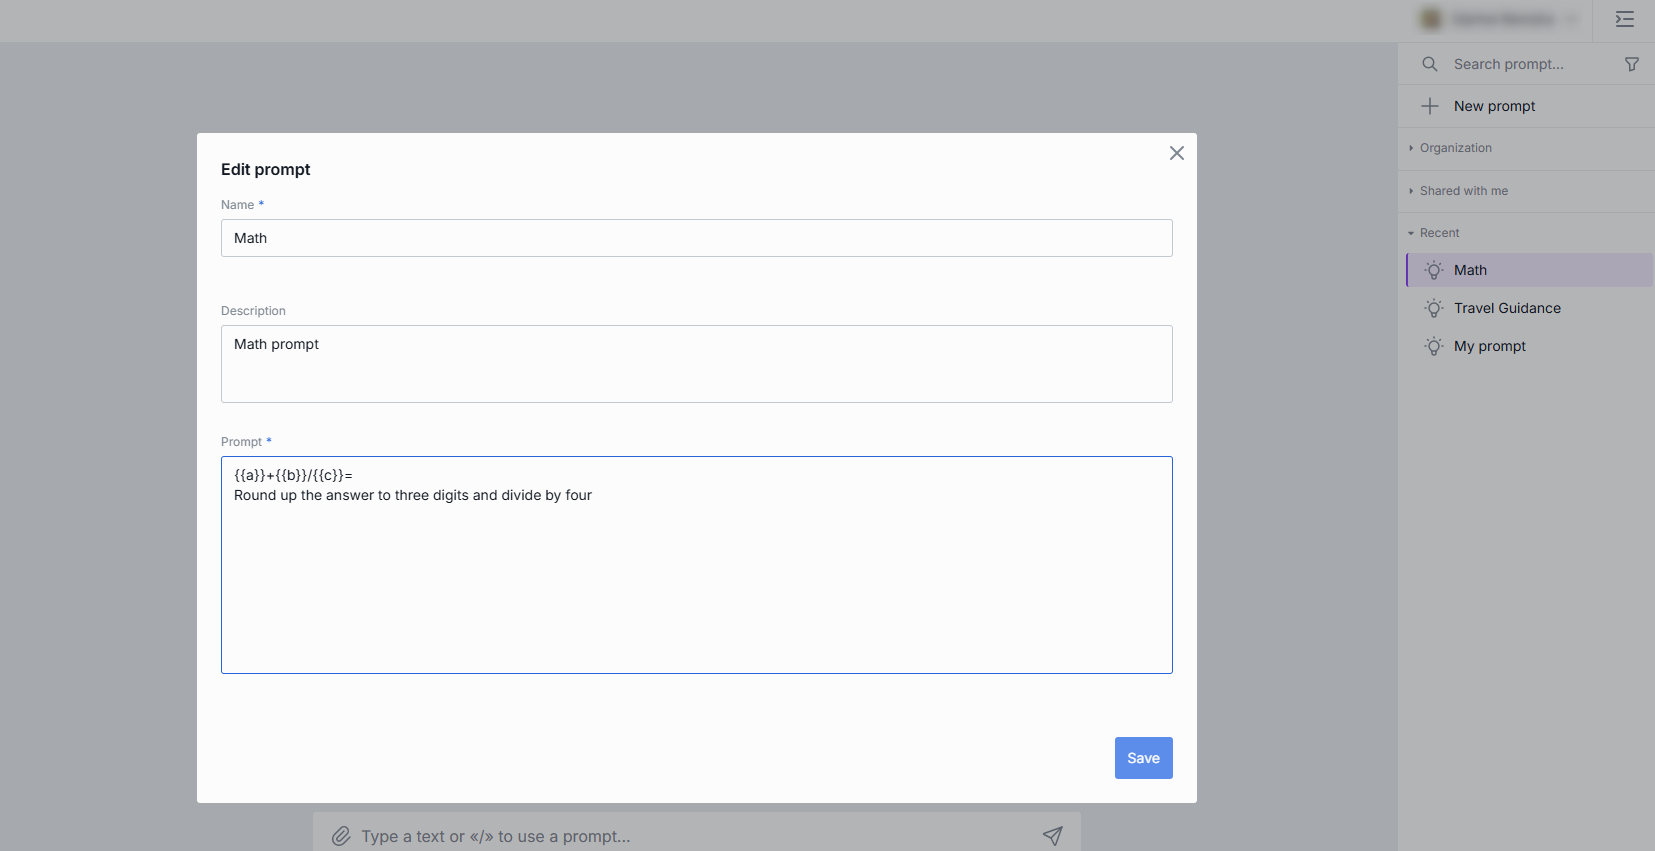 Search prompt...
New prompt
Organization
Shared with me
Recent
Math
Travel Guidance
My prompt
Edit prompt
Name *
Math
Description
Math prompt
Prompt *
{{a}}+{{b}}/{{c}}=
Round up the answer to three digits and divide by four
Save
Type a text or «/» to use a prompt...